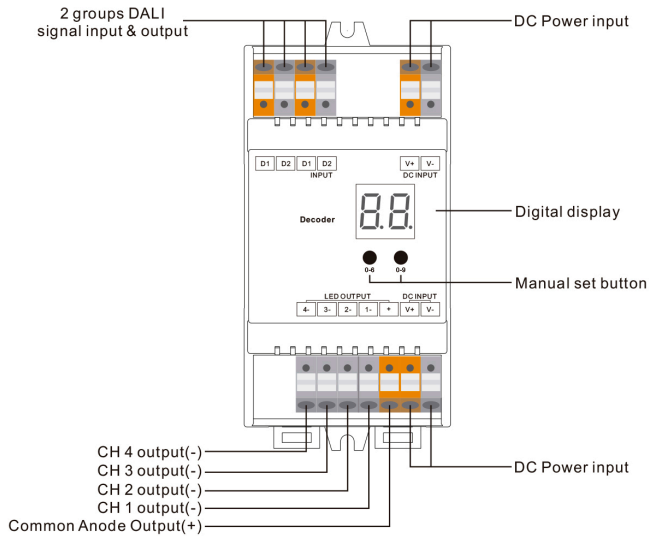 2 groups DALI
signal input & output
DC Power input
D1 D2 D1 D2
INPUT
V+ V-
DC INPUT
8.8.
Digital display
Decoder
0-6 0-9
Manual set button
LED OUTPUT
DC INPUT
4- 3- 2- 1- + V+ V-
CH 4 output(-)
CH 3 output(-)
CH 2 output(-)
CH 1 output(-)
Common Anode Output(+)
DC Power input